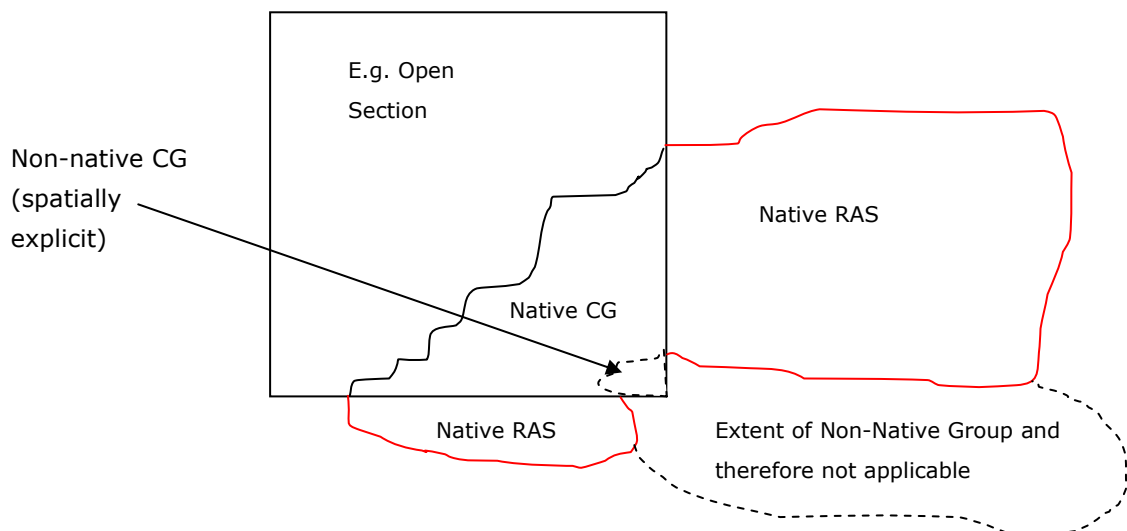 E.g. Open
Section
Non-native CG
(spatially
explicit)
Native RAS
Native CG
Native RAS
Extent of Non-Native Group and
therefore not applicable